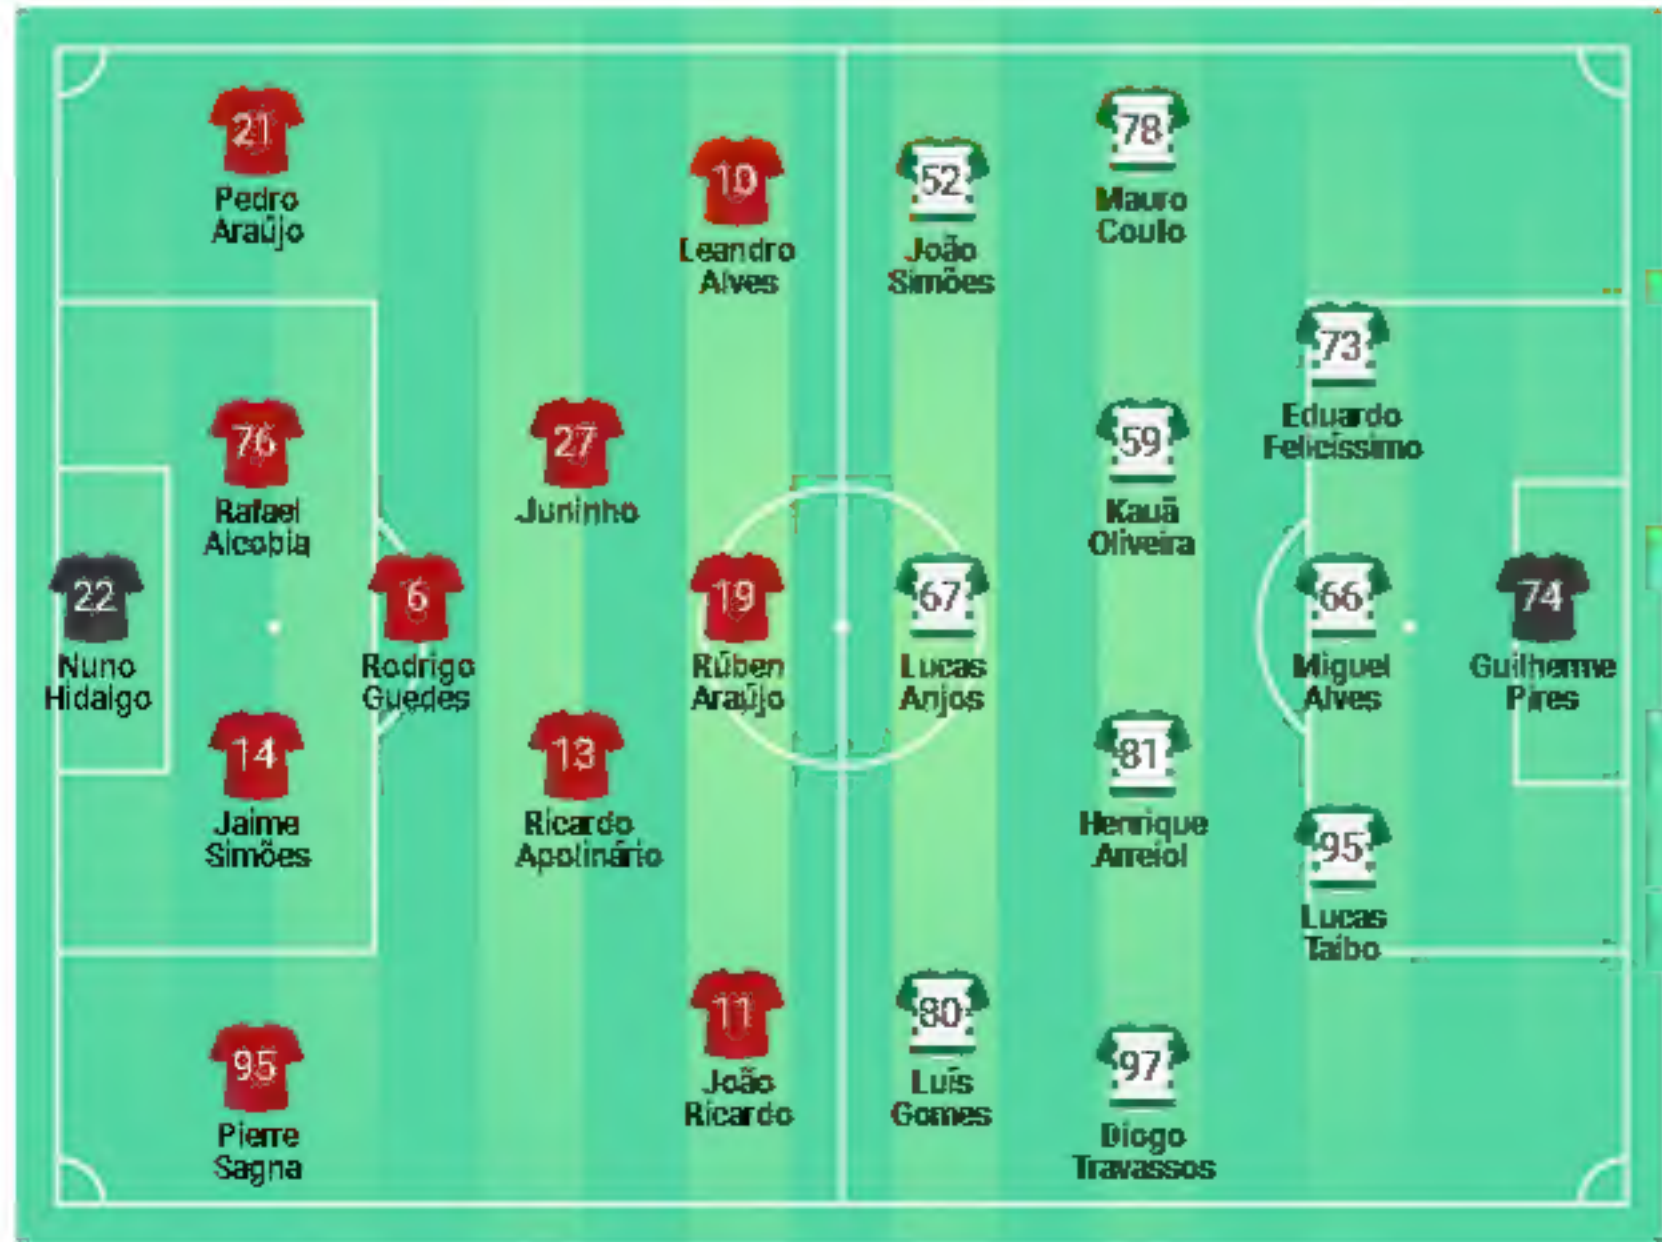 21
Pedro
Araújo
10
Leandro
Alves
52
João
Simões
78
Mauro
Couto
73
Eduardo
Felicíssimo
76
Rafael
Alcobia
27
Juninho
59
Kauã
Oliveira
22
Nuno
Hidalgo
6
Rodrigo
Guedes
19
Rúben
Araújo
67
Lucas
Anjos
66
Miguel
Alves
74
Guilherme
Pires
14
Jaime
Simões
13
Ricardo
Apolinário
81
Henrique
Arreiol
95
Lucas
Taibo
95
Pierre
Sagna
11
João
Ricardo
80
Luís
Gomes
97
Diogo
Travassos